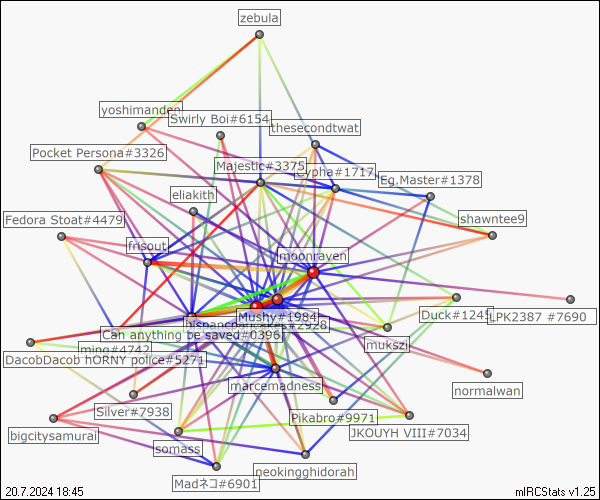 zebula
yoshimanden
Swirly Boi#6154
thesecondtwat
Pocket Persona#3326
Majestic#3375
Cypha#1717
Eg.Master#1378
eliakith
Fedora Stoat#4479
shawntee9
frisout
moonraven
Mushy#1984
Duck#1245
LPK2387 #7690
#2928
Can anything be saved#0396
ming#4742
mukszi
DacobDacob hORNY police#5271
marcemadness
normalwan
Silver#7938
Pikabro#9971
bigcitysamurai
JKOUYH VIII#7034
somass
neokingghidorah
Madネコ#6901
20.7.2024 18:45
mIRCStats v1.25